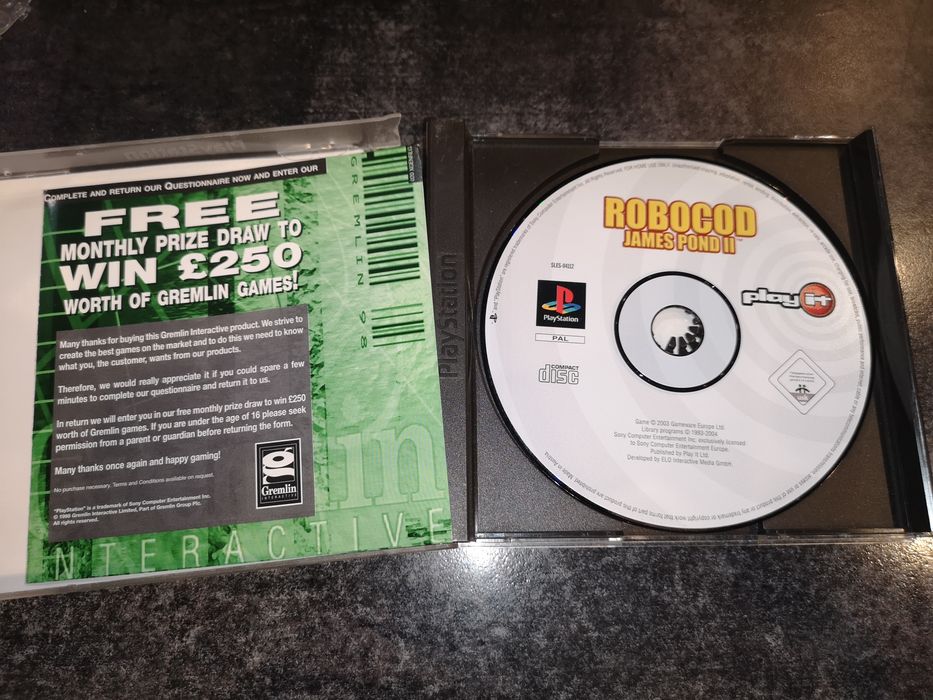 COMPLETE AND RETURN OUR QUESTIONNAIRE NOW AND ENTER OUR
FREE
MONTHLY PRIZE DRAW TO
WIN £250
WORTH OF GREMLIN GAMES!
Many thanks for buying this Gremlin Interactive product. We strive to
create the best games on the market and to do this we need to know
what you, the customer, wants from our products.
Therefore, we would really appreciate it if you could spare a few
minutes to complete our questionnaire and return it to us.
In return we will enter you in our free monthly prize draw to win £250
worth of Gremlin games. If you are under the age of 16 please seek
permission from a parent or guardian before returning the form.
Many thanks once again and happy gaming!
No purchase necessary. Terms and Conditions available on request.
"PlayStation" is a trademark of Sony Computer Entertainment Inc.
© 1998 Gremlin Interactive Limited, Part of Gremlin Group Plc.
All rights reserved.
g
Gremlin
INTERACTIVE
GREMLIN 98
NTERACTIVE
PlayStation
ROBOCOD
JAMES POND II™
SLES-04112
PlayStation
PAL
COMPACT
disc
play it
usk
Game © 2003 Gameware Europe Ltd.
Library programs © 1993-2004
Sony Computer Entertainment Inc. exclusively licensed
to Sony Computer Entertainment Europe.
Published by Play It Ltd.
Developed by ELO Interactive Media GmbH.
Made in Austria